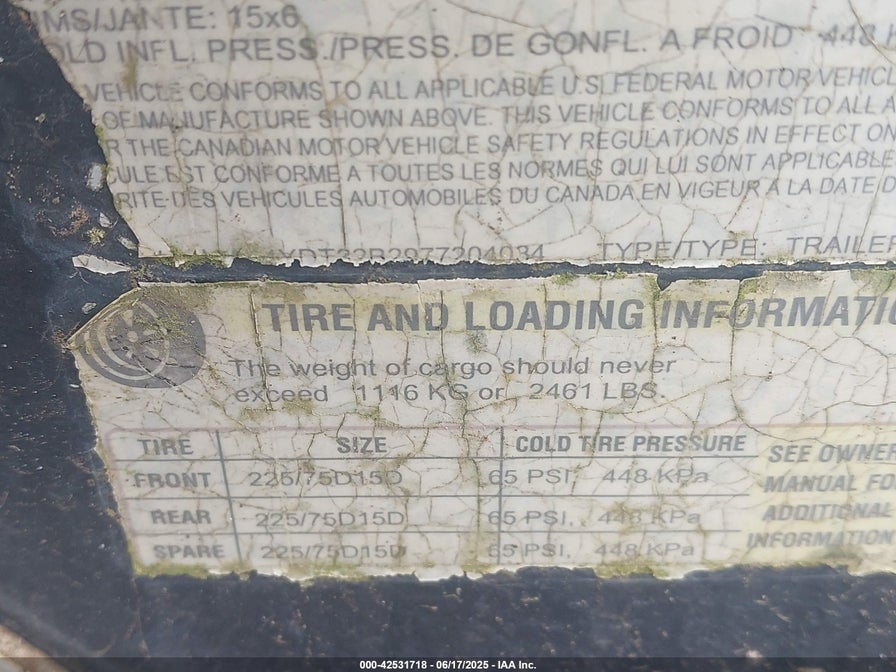 IMS/JANTE: 15x6
OLD INFL. PRESS./PRESS. DE GONFL. A FROID 448
VEHICLE CONFORMS TO ALL APPLICABLE U.S. FEDERAL MOTOR VEHICL
OF MAUFACTURE SHOWN ABOVE. THIS VEHICLE CONFORMS TO ALL A
R THE CANADIAN MOTOR VEHICLE SAFETY REGULATIONS IN EFFECT ON
CULE EST CONFORME A TOUTES LES NORMES QUI LUI SONT APPLICABLE
RITE DES VEHICULES AUTOMOBILES DU CANADA EN VIGEUR A LA DATE D
TYPE/TYPE: TRAILER
TIRE AND LOADING INFORMATIO
The weight of cargo should never
exceed 1116 KG or 2461 LBS.
TIRE SIZE COLD TIRE PRESSURE SEE OWNER
FRONT 225/75D15D 65 PSI, 448 KPa MANUAL FO
REAR 225/75D15D 65 PSI, 448 KPa ADDITIONAL
SPARE 225/75D15D 65 PSI, 448 KPa INFORMATION
000-42531718 - 06/17/2025 - IAA Inc.